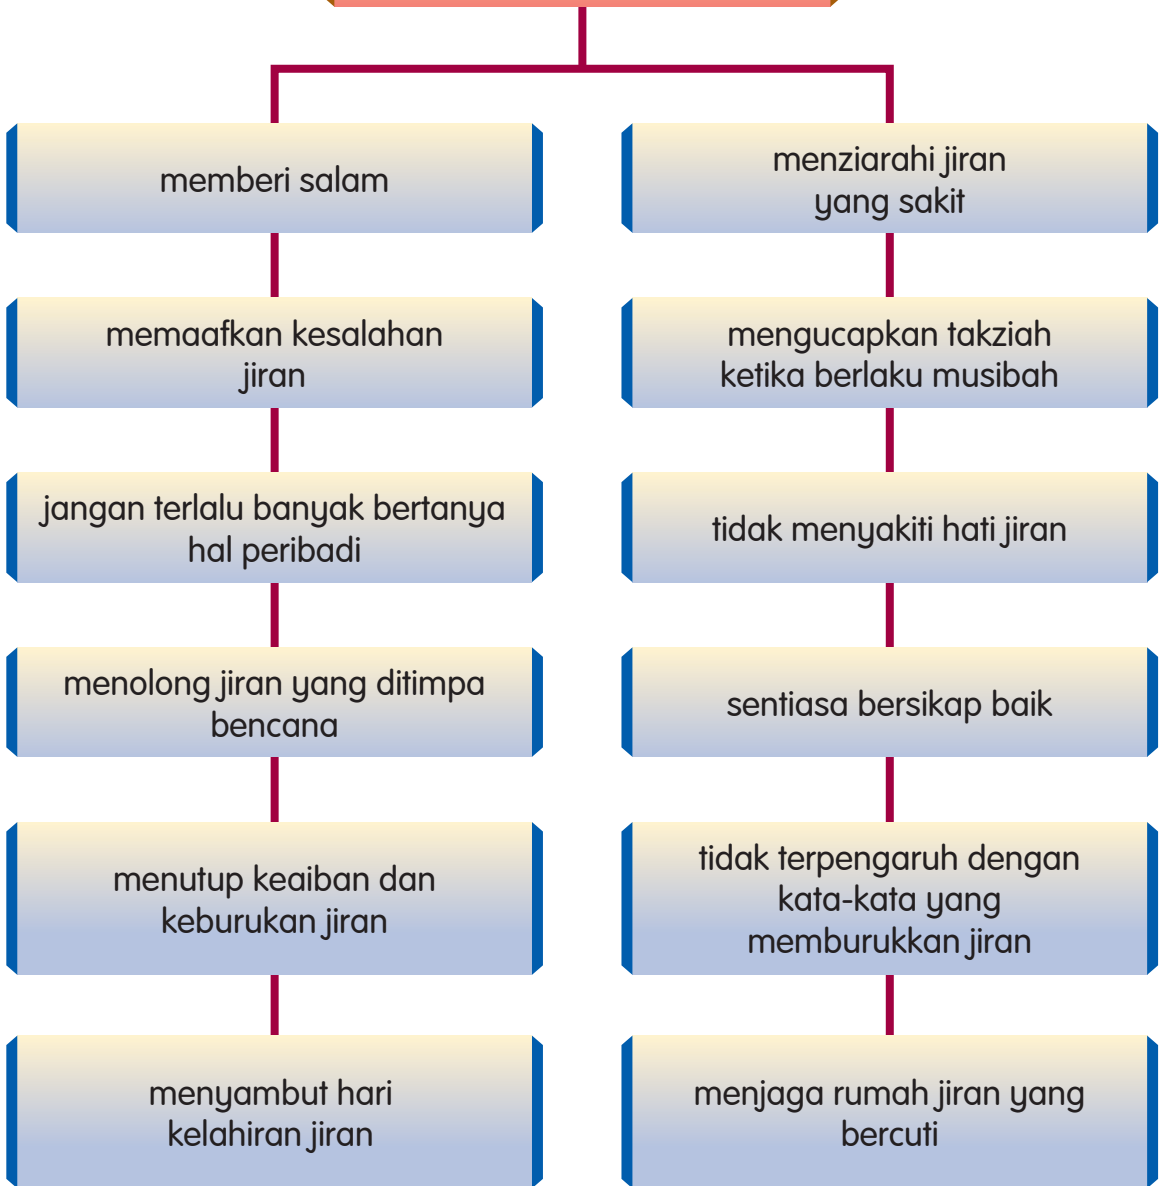 memberi salam
memaafkan kesalahan
jiran
jangan terlalu banyak bertanya
hal peribadi
menolong jiran yang ditimpa
bencana
menutup keaiban dan
keburukan jiran
menyambut hari
kelahiran jiran
menziarahi jiran
yang sakit
mengucapkan takziah
ketika berlaku musibah
tidak menyakiti hati jiran
sentiasa bersikap baik
tidak terpengaruh dengan
kata-kata yang
memburukkan jiran
menjaga rumah jiran yang
bercuti